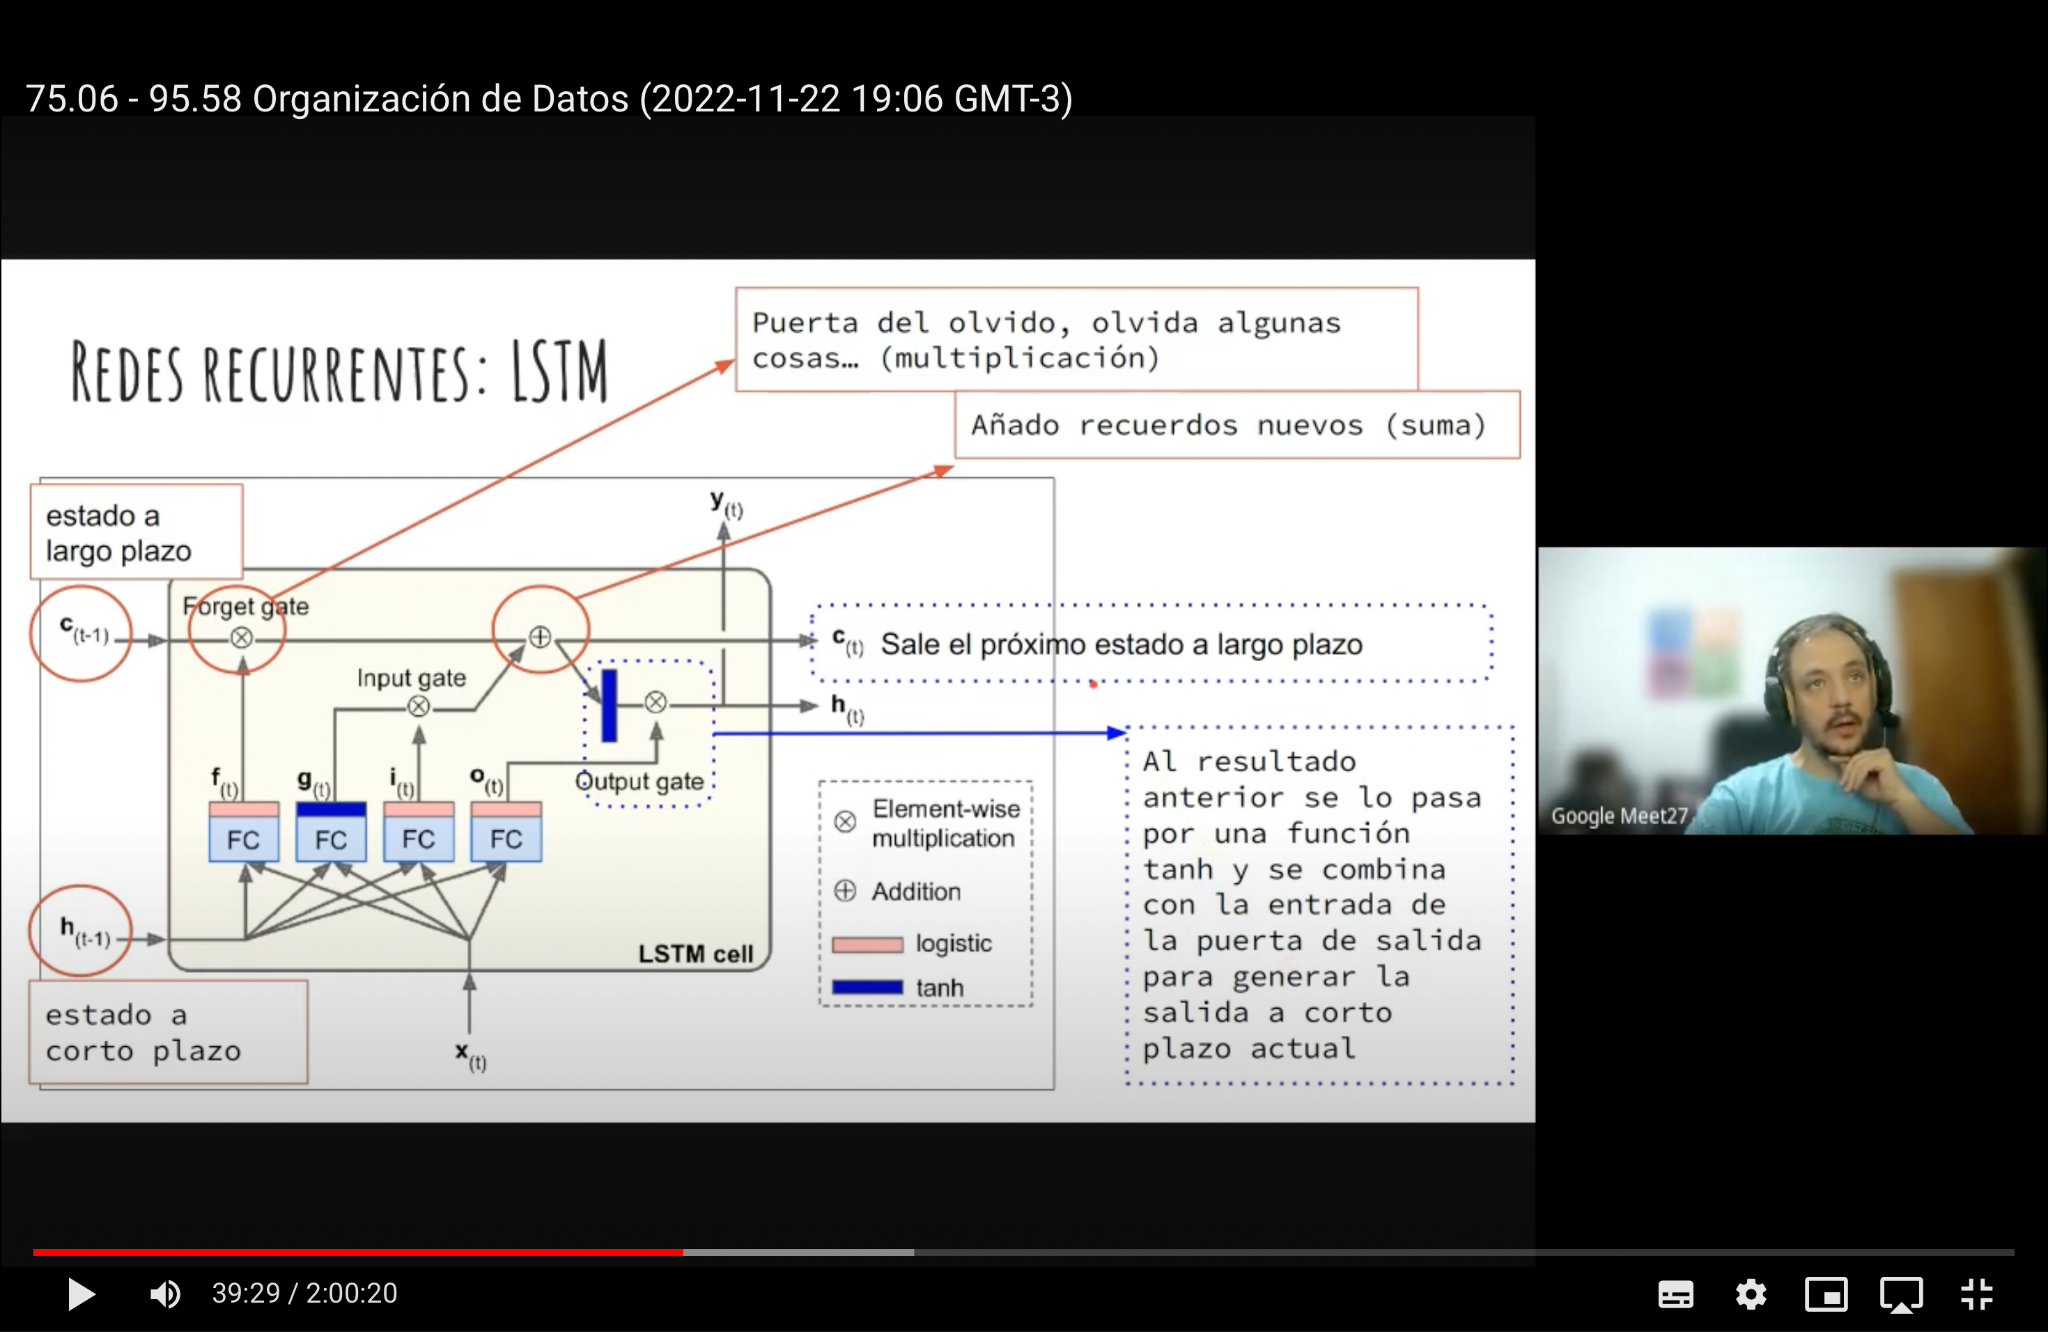 75.06 - 95.58 Organización de Datos (2022-11-22 19:06 GMT-3)
REDES RECURRENTES: LSTM
Puerta del olvido, olvida algunas
cosas… (multiplicación)
Añado recuerdos nuevos (suma)
estado a
largo plazo
y(t)
Forget gate
c(t-1)
c(t) Sale el próximo estado a largo plazo
Input gate
h(t)
f(t) g(t) i(t) o(t)
Output gate
FC FC FC FC
h(t-1)
LSTM cell
estado a
corto plazo
x(t)
Element-wise
multiplication
Addition
logistic
tanh
Al resultado
anterior se lo pasa
por una función
tanh y se combina
con la entrada de
la puerta de salida
para generar la
salida a corto
plazo actual
Google Meet27
39:29 / 2:00:20